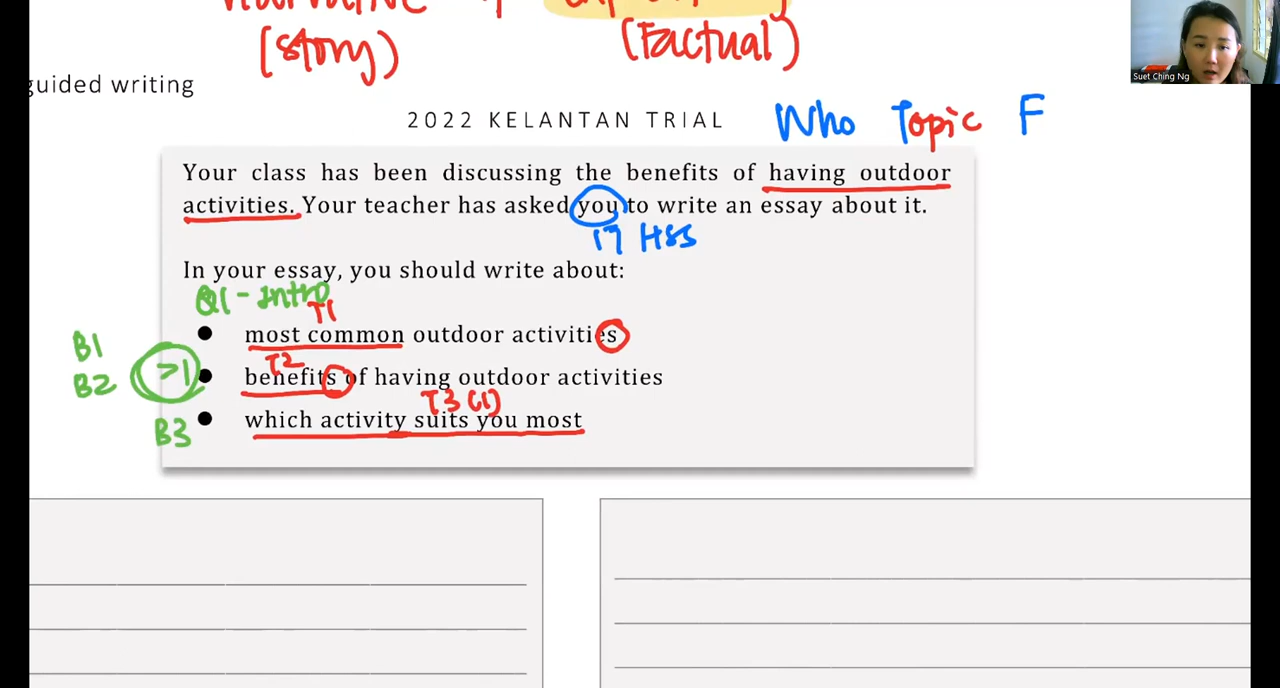 (story) (Factual)
Suet Ching Ng
guided writing
2022 KELANTAN TRIAL Who Topic F
Your class has been discussing the benefits of having outdoor
activities. Your teacher has asked you to write an essay about it.
17 HSS
In your essay, you should write about:
Q1 - Intro
T1
● most common outdoor activities
B1
T2
● benefits of having outdoor activities
B2 >1
T3 (1)
● which activity suits you most
B3